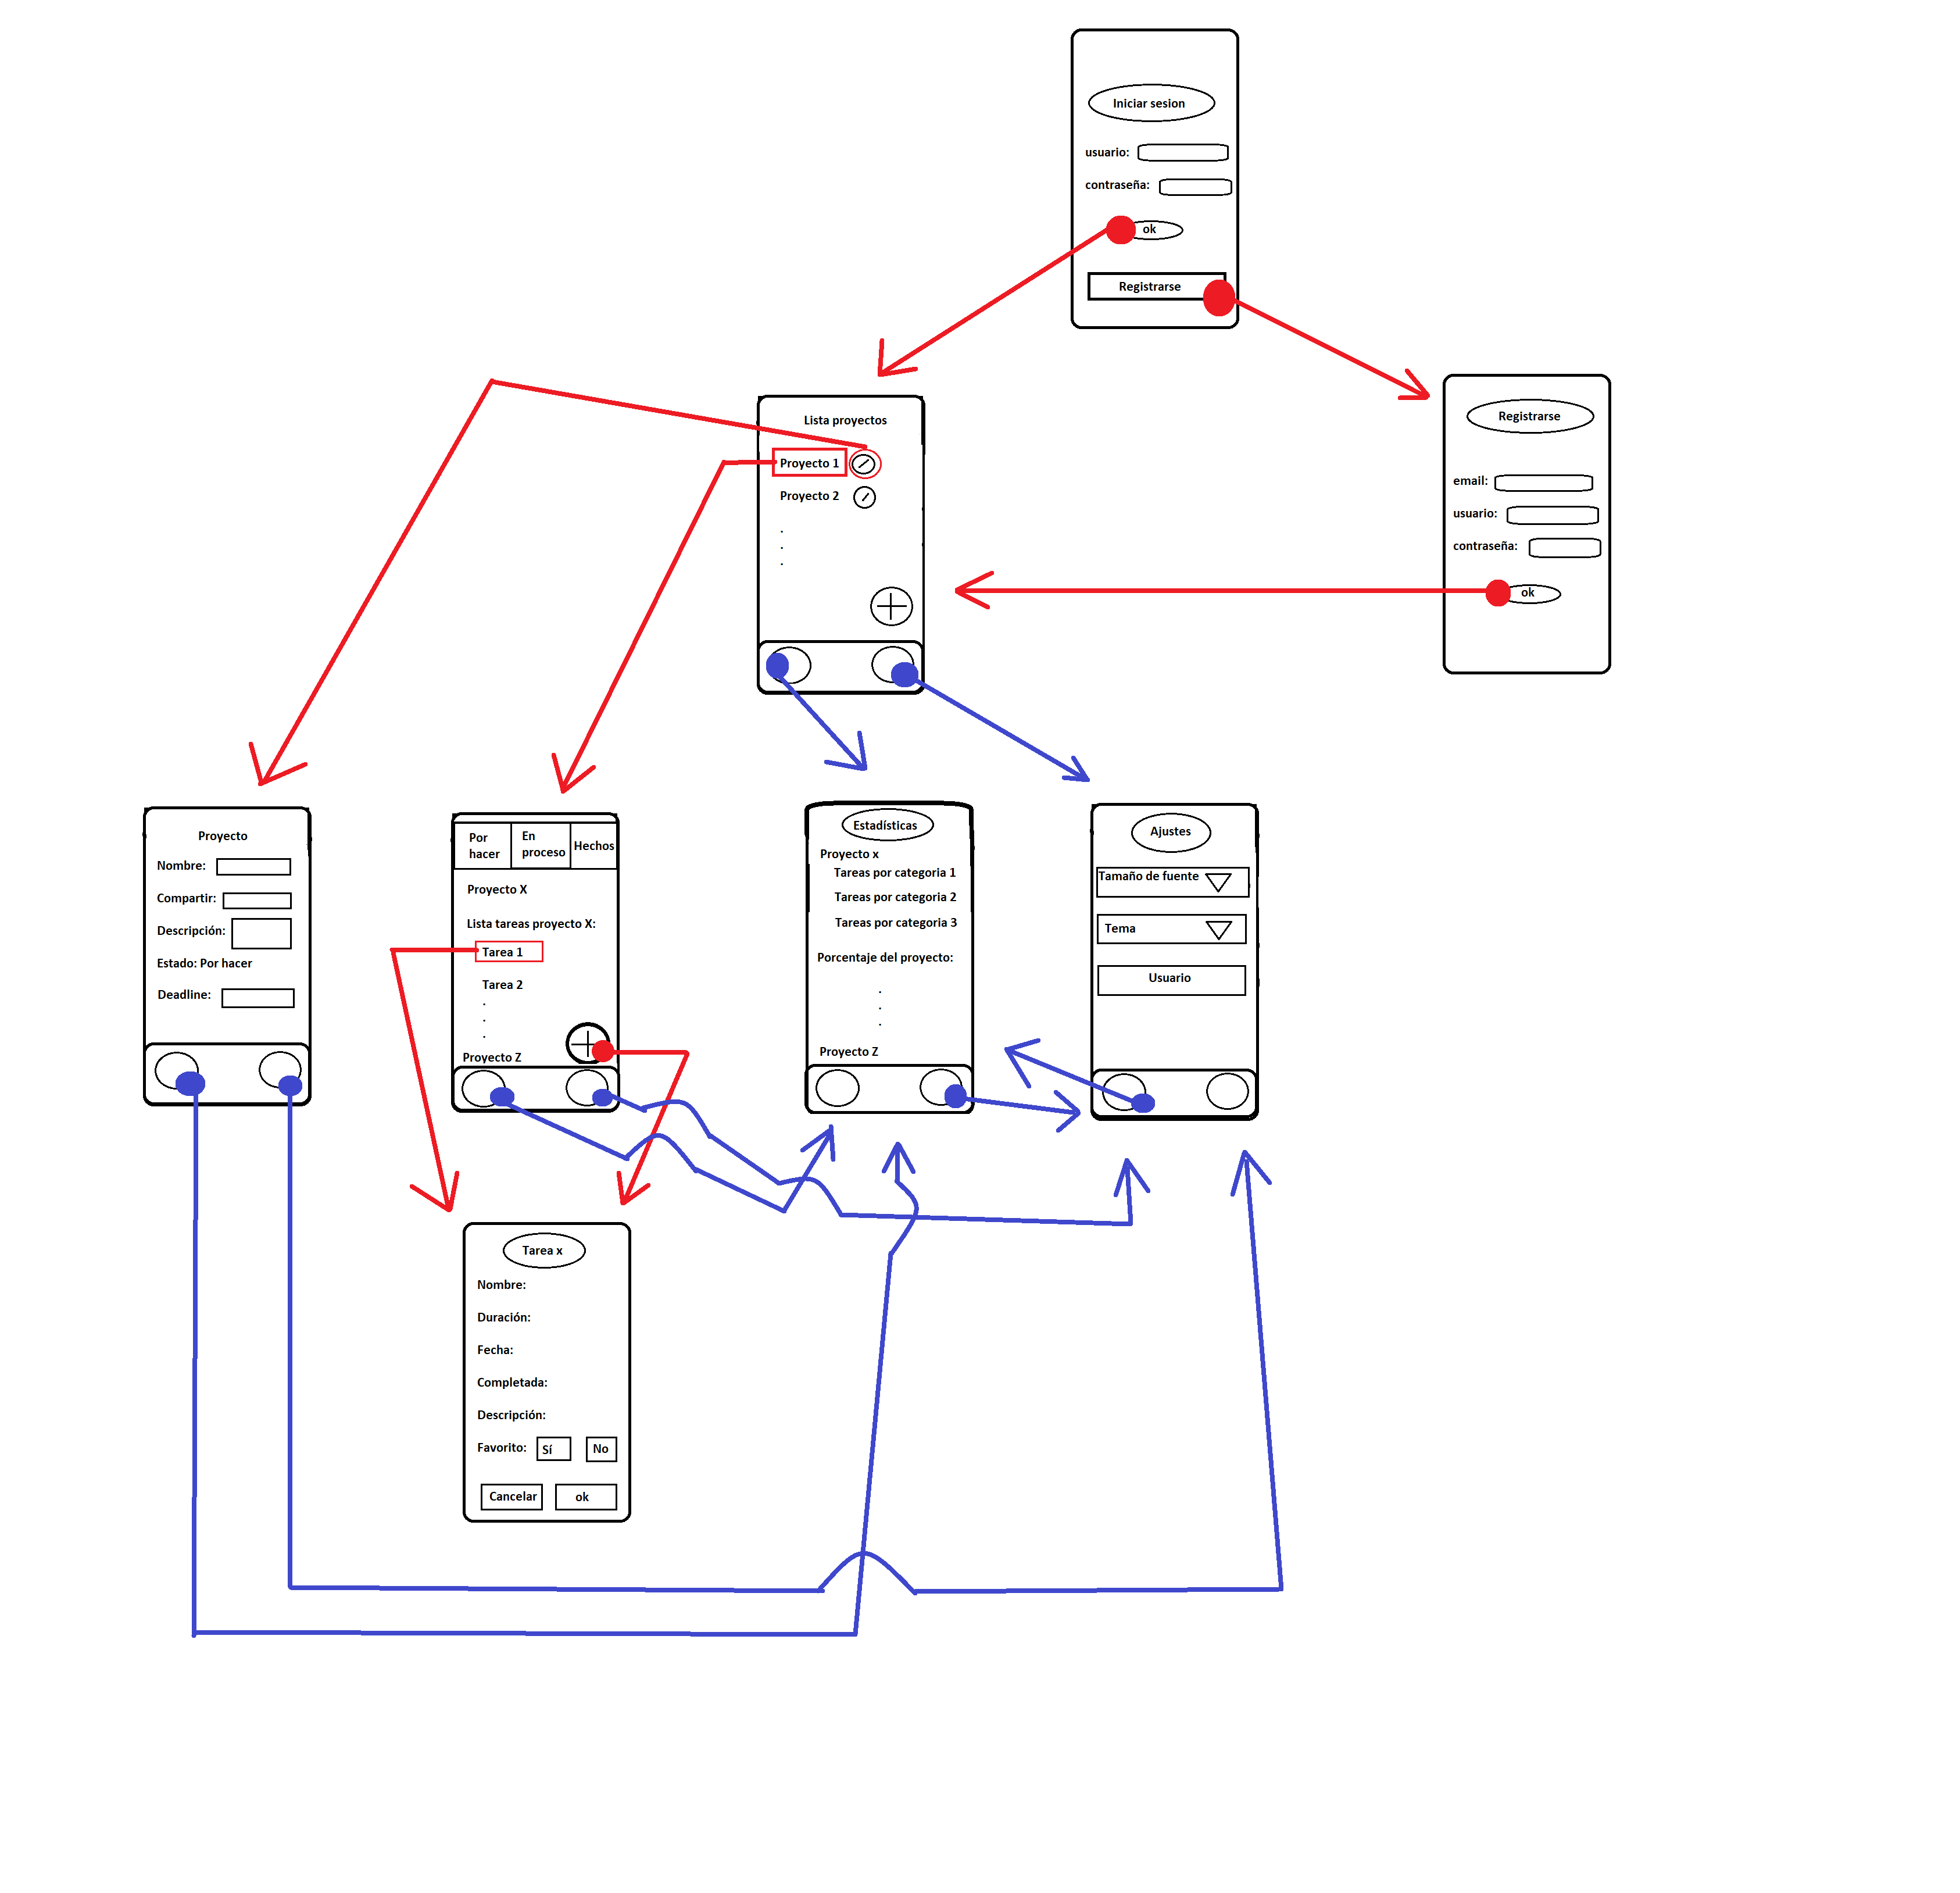 Iniciar sesion
usuario:
contraseña:
ok
Registrarse
Lista proyectos
Proyecto 1
Proyecto 2
.
.
.
Registrarse
email:
usuario:
contraseña:
ok
Proyecto
Nombre:
Compartir:
Descripción:
Estado: Por hacer
Deadline:
Por hacer
En proceso
Hechos
Proyecto X
Lista tareas proyecto X:
Tarea 1
Tarea 2
.
.
.
Proyecto Z
Estadísticas
Proyecto x
Tareas por categoria 1
Tareas por categoria 2
Tareas por categoria 3
Porcentaje del proyecto:
.
.
.
Proyecto Z
Ajustes
Tamaño de fuente
Tema
Usuario
Tarea x
Nombre:
Duración:
Fecha:
Completada:
Descripción:
Favorito: Sí No
Cancelar ok